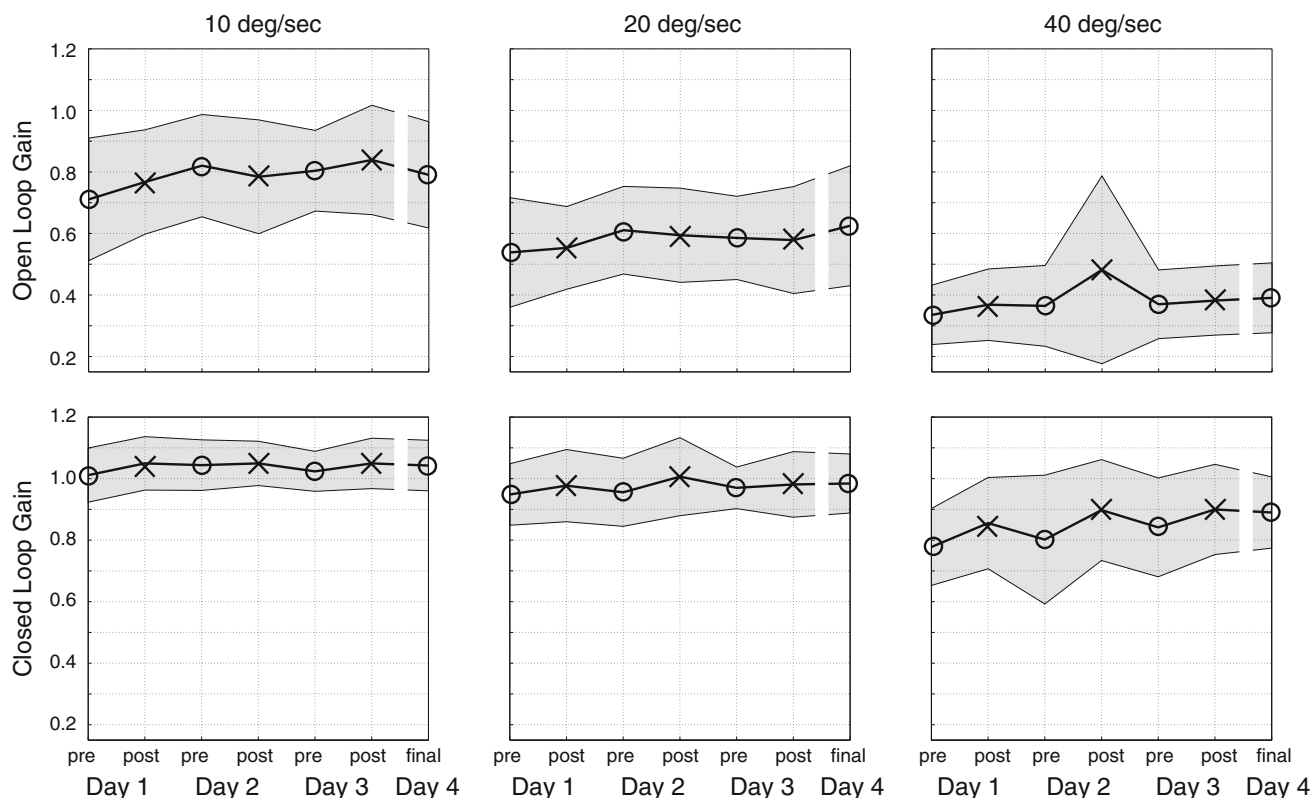 10 deg/sec 20 deg/sec 40 deg/sec
1.2
1.0
0.8
0.6
0.4
0.2
Open Loop Gain
1.2
1.0
0.8
0.6
0.4
0.2
Closed Loop Gain
pre post pre post pre post final pre post pre post pre post final pre post pre post pre post final
Day 1 Day 2 Day 3 Day 4 Day 1 Day 2 Day 3 Day 4 Day 1 Day 2 Day 3 Day 4